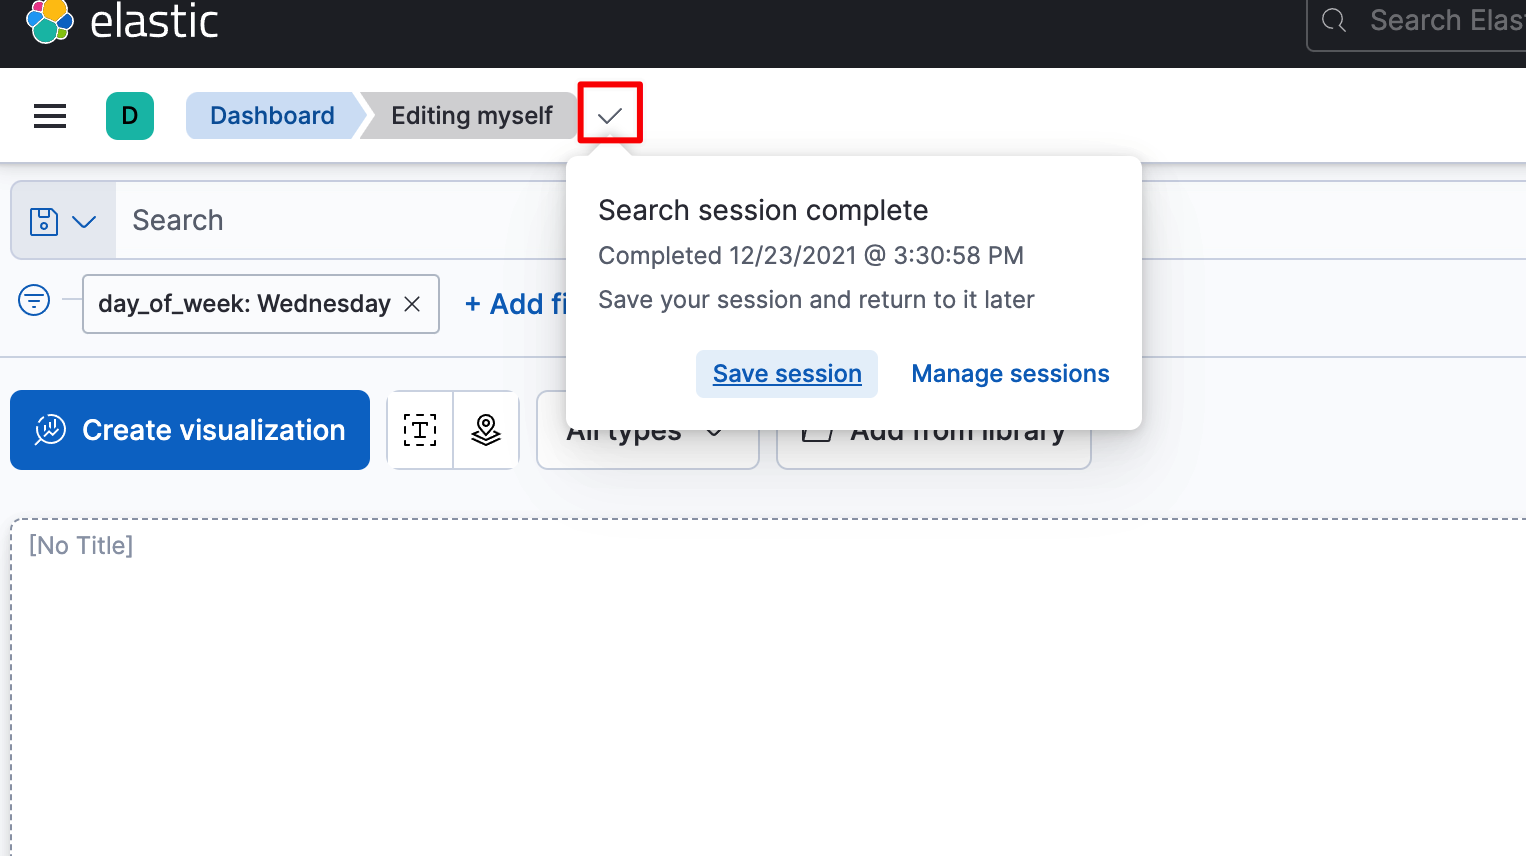 elastic
Search Elast
D
Dashboard
Editing myself
Search
Search session complete
Completed 12/23/2021 @ 3:30:58 PM
Save your session and return to it later
day_of_week: Wednesday
+ Add fi
Save session
Manage sessions
Create visualization
T
All types
Add from library
[No Title]